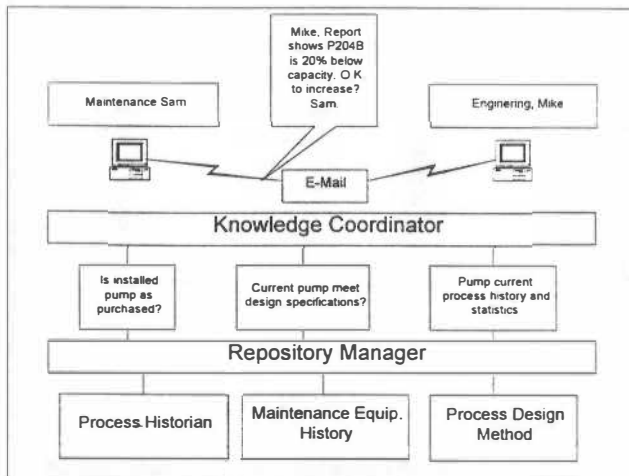 Mike, Report
shows P204B
is 20% below
capacity. O K
to increase?
Sam.
Maintenance Sam
Enginering, Mike
E-Mail
Knowledge Coordinator
Is installed
pump as
purchased?
Current pump meet
design specifications?
Pump current
process history and
statistics
Repository Manager
Process Historian
Maintenance Equip.
History
Process Design
Method